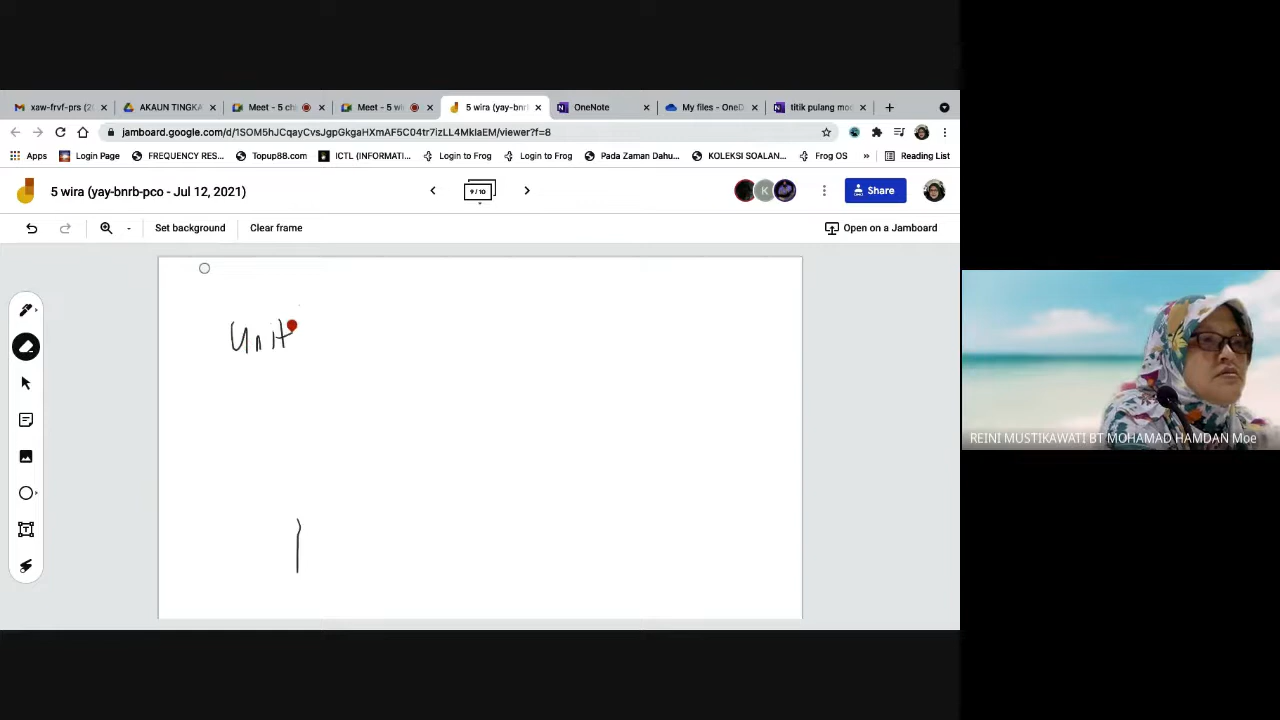 xaw-frvf-prs (2
AKAUN TINGKA
Meet - 5 ch
Meet - 5 wi
5 wira (yay-bnr
OneNote
My files - OneD
titik pulang mod
jamboard.google.com/d/1SOM5hJCqayCvsJgpGkgaHXmAF5C04tr7izLL4MkIaEM/viewer?f=8
Apps
Login Page
FREQUENCY RES...
Topup88.com
ICTL (INFORMATI...
Login to Frog
Login to Frog
Pada Zaman Dahu...
KOLEKSI SOALAN...
Frog OS
»
Reading List
5 wira (yay-bnrb-pco - Jul 12, 2021)
9 / 10
K
Share
Set background
Clear frame
Open on a Jamboard
Unit
REINI MUSTIKAWATI BT MOHAMAD HAMDAN Moe